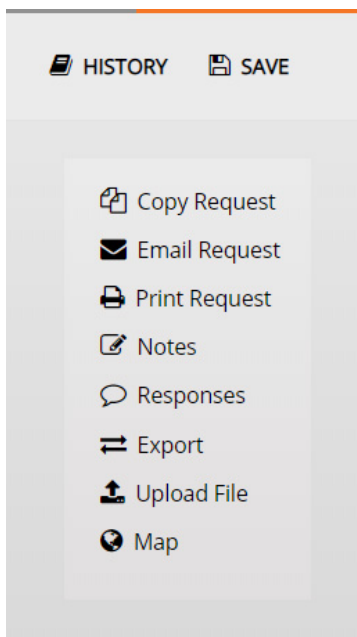 HISTORY SAVE
Copy Request
Email Request
Print Request
Notes
Responses
Export
Upload File
Map